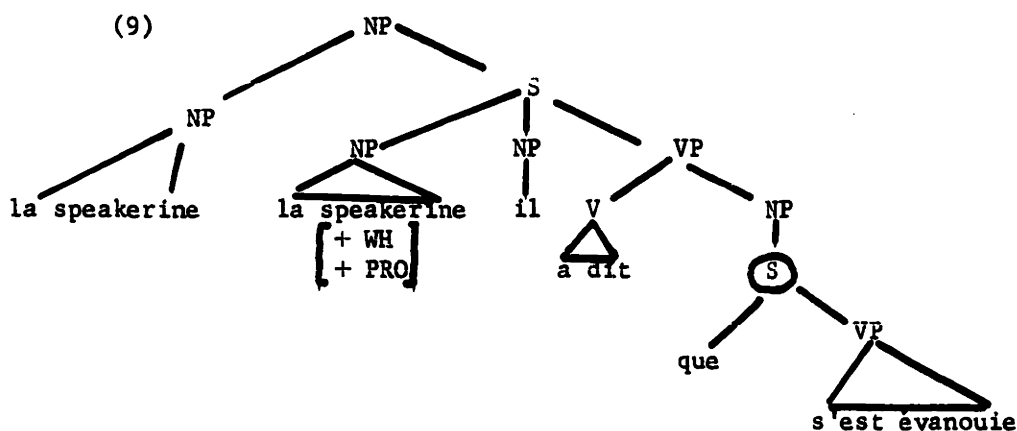 (9) NP
S
NP
NP NP VP
la speakerine la speakerine il V NP
[+ WH
+ PRO]
a dit S
que VP
s'est évanouie